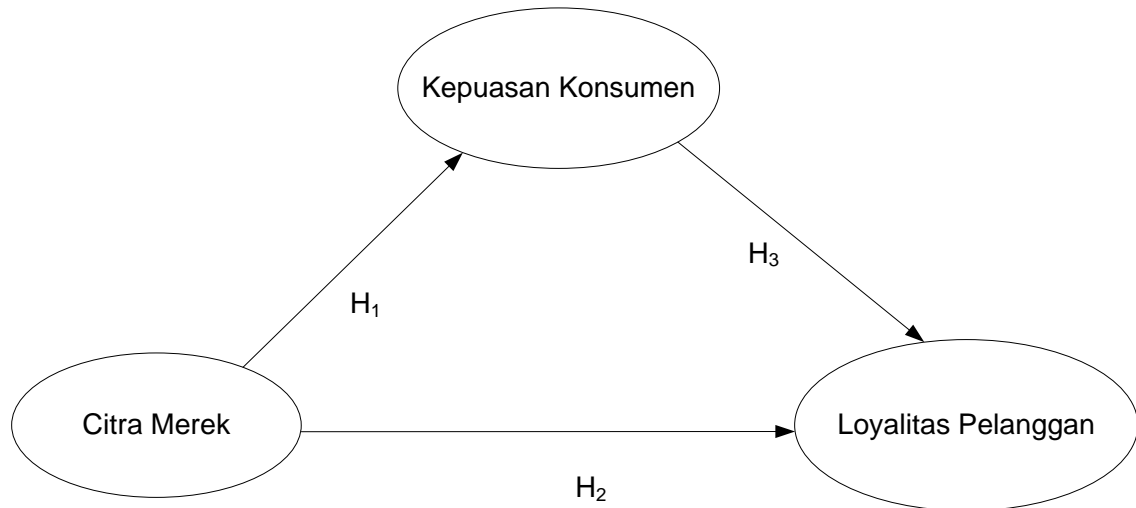 Kepuasan Konsumen
H₃
H₁
Citra Merek
Loyalitas Pelanggan
H₂